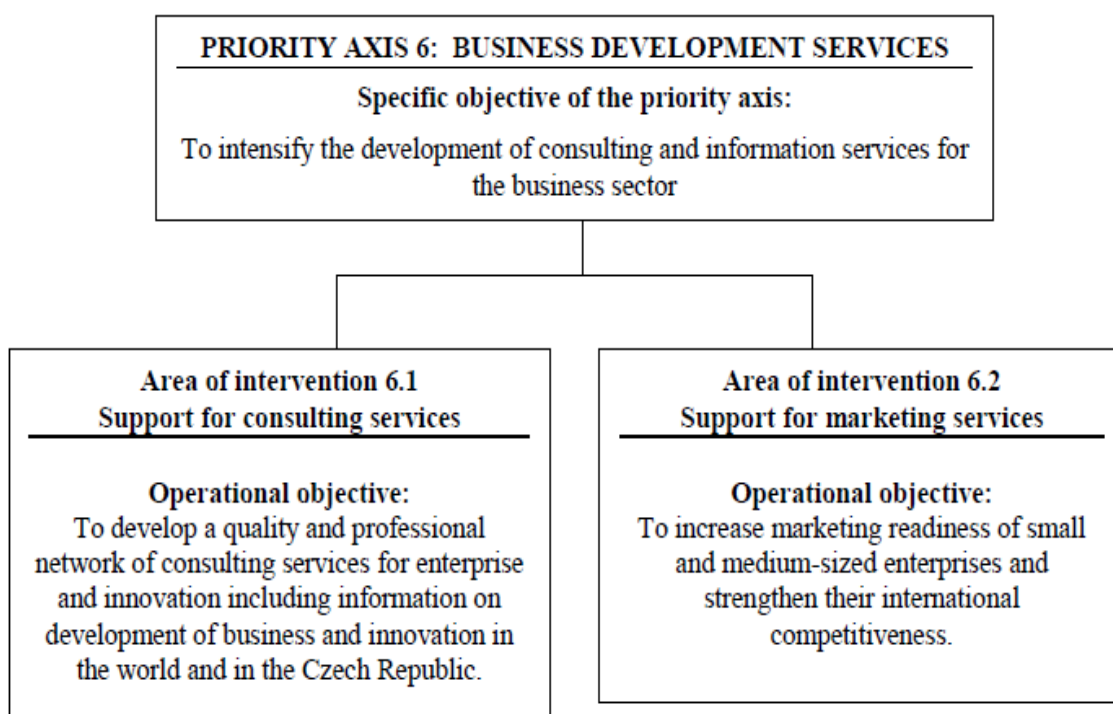 PRIORITY AXIS 6: BUSINESS DEVELOPMENT SERVICES
Specific objective of the priority axis:
To intensify the development of consulting and information services for
the business sector
Area of intervention 6.1
Support for consulting services
Operational objective:
To develop a quality and professional
network of consulting services for enterprise
and innovation including information on
development of business and innovation in
the world and in the Czech Republic.
Area of intervention 6.2
Support for marketing services
Operational objective:
To increase marketing readiness of small
and medium-sized enterprises and
strengthen their international
competitiveness.